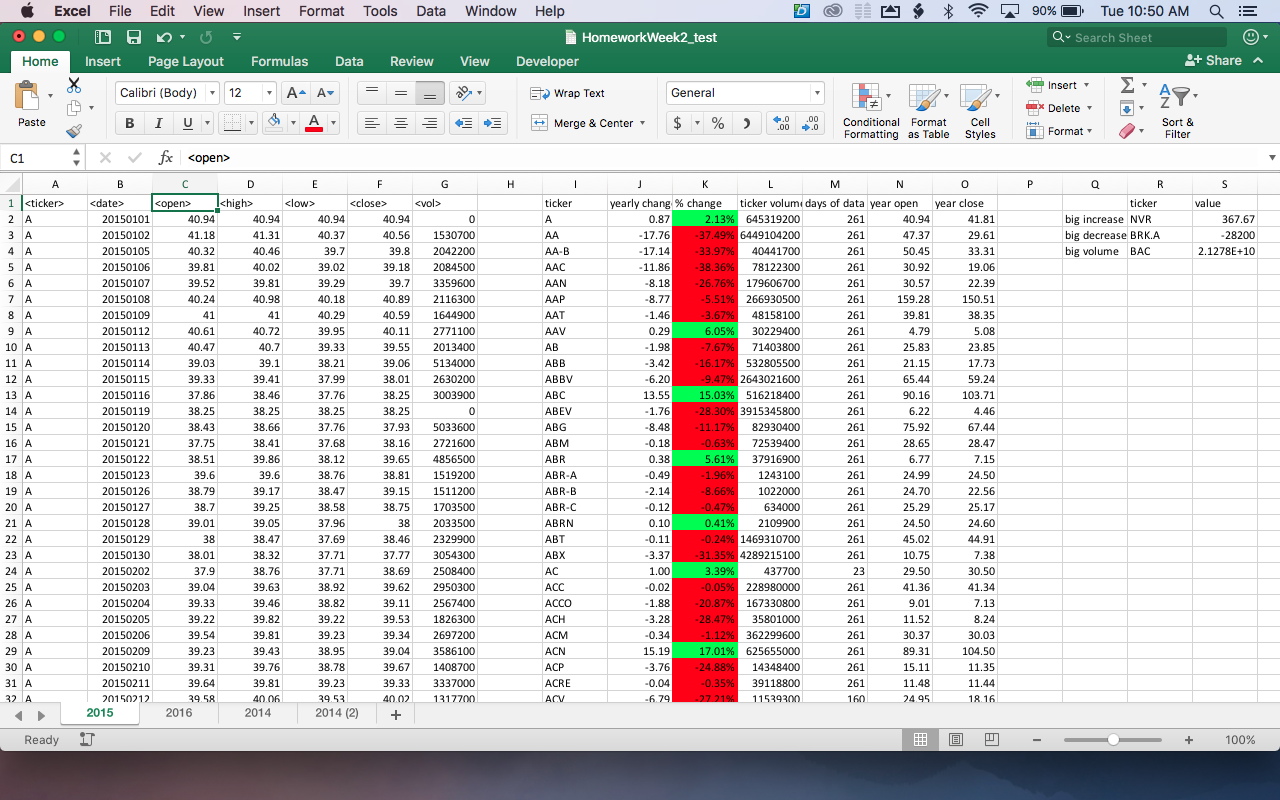 Excel File Edit View Insert Format Tools Data Window Help 90% Tue 10:50 AM
HomeworkWeek2_test Search Sheet
Home Insert Page Layout Formulas Data Review View Developer Share
Paste Calibri (Body) 12 A A Wrap Text General Insert
B I U A Merge & Center $ % Conditional Formatting Format as Table Cell Styles Delete Format Sort & Filter
C1 fx <open>
A B C D E F G H I J K L M N O P Q R S
1 <ticker> <date> <open> <high> <low> <close> <vol> ticker yearly chang % change ticker volum days of data year open year close ticker value
2 A 20150101 40.94 40.94 40.94 40.94 0 A 0.87 2.13% 645319200 261 40.94 41.81 big increase NVR 367.67
3 A 20150102 41.18 41.31 40.37 40.56 1530700 AA -17.76 -37.49% 6449104200 261 47.37 29.61 big decrease BRK.A -28200
4 A 20150105 40.32 40.46 39.7 39.8 2042200 AA-B -17.14 -33.97% 40441700 261 50.45 33.31 big volume BAC 2.1278E+10
5 A 20150106 39.81 40.02 39.02 39.18 2084500 AAC -11.86 -38.36% 78122300 261 30.92 19.06
6 A 20150107 39.52 39.81 39.29 39.7 3359600 AAN -8.18 -26.76% 179606700 261 30.57 22.39
7 A 20150108 40.24 40.98 40.18 40.89 2116300 AAP -8.77 -5.51% 266930500 261 159.28 150.51
8 A 20150109 41 41 40.29 40.59 1644900 AAT -1.46 -3.67% 48158100 261 39.81 38.35
9 A 20150112 40.61 40.72 39.95 40.11 2771100 AAV 0.29 6.05% 30229400 261 4.79 5.08
10 A 20150113 40.47 40.7 39.33 39.55 2013400 AB -1.98 -7.67% 71403800 261 25.83 23.85
11 A 20150114 39.03 39.1 38.21 39.06 5134000 ABB -3.42 -16.17% 532805500 261 21.15 17.73
12 A 20150115 39.33 39.41 37.99 38.01 2630200 ABBV -6.20 -9.47% 2643021600 261 65.44 59.24
13 A 20150116 37.86 38.46 37.76 38.25 3003900 ABC 13.55 15.03% 516218400 261 90.16 103.71
14 A 20150119 38.25 38.25 38.25 38.25 0 ABEV -1.76 -28.30% 3915345800 261 6.22 4.46
15 A 20150120 38.43 38.66 37.76 37.93 5033600 ABG -8.48 -11.17% 82930400 261 75.92 67.44
16 A 20150121 37.75 38.41 37.68 38.16 2721600 ABM -0.18 -0.63% 72539400 261 28.65 28.47
17 A 20150122 38.51 39.86 38.12 39.65 4856500 ABR 0.38 5.61% 37916900 261 6.77 7.15
18 A 20150123 39.6 39.6 38.76 38.81 1519200 ABR-A -0.49 -1.96% 1243100 261 24.99 24.50
19 A 20150126 38.79 39.17 38.47 39.15 1511200 ABR-B -2.14 -8.66% 1022000 261 24.70 22.56
20 A 20150127 38.7 39.25 38.58 38.75 1703500 ABR-C -0.12 -0.47% 634000 261 25.29 25.17
21 A 20150128 39.01 39.05 37.96 38 2033500 ABRN 0.10 0.41% 2109900 261 24.50 24.60
22 A 20150129 38 38.47 37.69 38.46 2329900 ABT -0.11 -0.24% 1469310700 261 45.02 44.91
23 A 20150130 38.01 38.32 37.71 37.77 3054300 ABX -3.37 -31.35% 4289215100 261 10.75 7.38
24 A 20150202 37.9 38.76 37.71 38.69 2508400 AC 1.00 3.39% 437700 23 29.50 30.50
25 A 20150203 39.04 39.63 38.92 39.62 2950300 ACC -0.02 -0.05% 228980000 261 41.36 41.34
26 A 20150204 39.33 39.46 38.82 39.11 2567400 ACCO -1.88 -20.87% 167330800 261 9.01 7.13
27 A 20150205 39.22 39.82 39.22 39.53 1826300 ACH -3.28 -28.47% 35801000 261 11.52 8.24
28 A 20150206 39.54 39.81 39.23 39.34 2697200 ACM -0.34 -1.12% 362299600 261 30.37 30.03
29 A 20150209 39.23 39.43 38.95 39.04 3586100 ACN 15.19 17.01% 625655000 261 89.31 104.50
30 A 20150210 39.31 39.76 38.78 39.67 1408700 ACP -3.76 -24.88% 14348400 261 15.11 11.35
31 A 20150211 39.64 39.81 39.23 39.33 3337000 ACRE -0.04 -0.35% 39118800 261 11.48 11.44
32 A 20150212 39.58 40.06 39.53 40.02 1317700 ACV -6.79 -27.21% 11539300 160 24.95 18.16
2015 2016 2014 2014 (2) +
Ready 100%